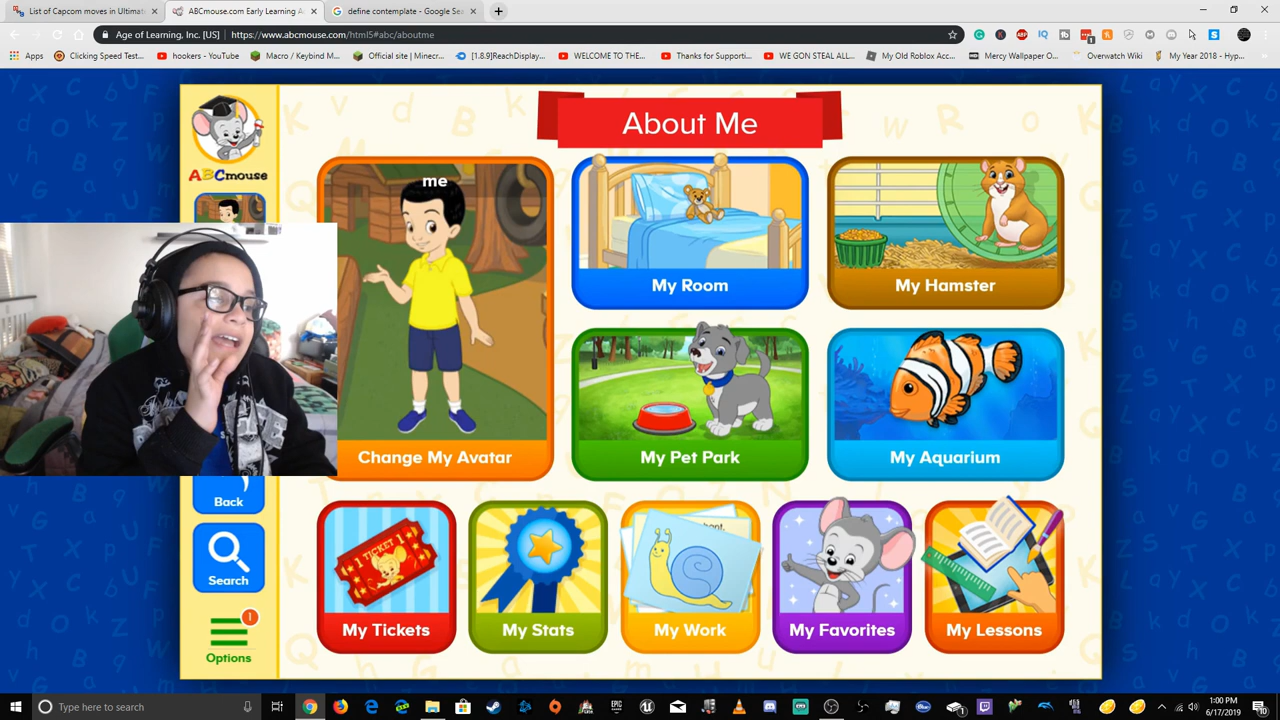 List of Capcom moves in Ultimat
ABCmouse.com Early Learning A
define contemplate - Google Sea
Age of Learning, Inc. [US] | https://www.abcmouse.com/html5#abc/aboutme
Apps
Clicking Speed Test...
hookers - YouTube
Macro / Keybind M...
Official site | Minecr...
[1.8.9]ReachDisplay...
WELCOME TO THE...
Thanks for Supporti...
WE GON STEAL ALL...
My Old Roblox Acc...
Mercy Wallpaper O...
Overwatch Wiki
My Year 2018 - Hyp...
About Me
ABCmouse
me
Change My Avatar
My Room
My Hamster
My Pet Park
My Aquarium
Back
Search
1
Options
TICKET
My Tickets
My Stats
My Work
My Favorites
My Lessons
Type here to search
1:00 PM
6/17/2019